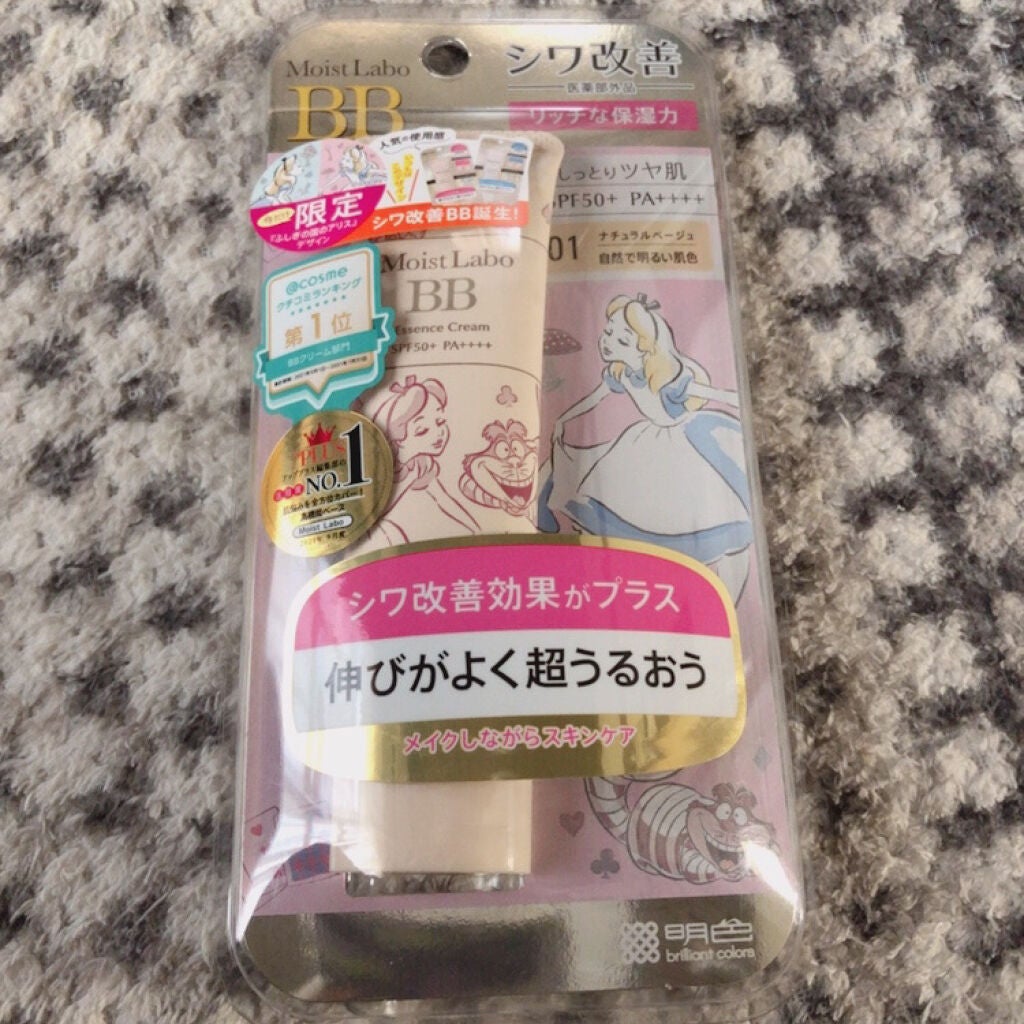 Moist Labo
BB
シワ改善
医薬部外品
リッチな保湿力
しっとりツヤ肌
SPF50+ PA++++
01
ナチュラルベージュ
自然で明るい肌色
人気の使用感
限定
『ふしぎの国のアリス』
デザイン
シワ改善BB誕生!
@cosme
クチコミランキング
第1位
BBクリーム部門
Moist Labo
BB
Essence Cream
SPF50+ PA++++
PLUS
NO.1
Moist Labo
シワ改善効果がプラス
伸びがよく超うるおう
メイクしながらスキンケア
明色
brilliant colors